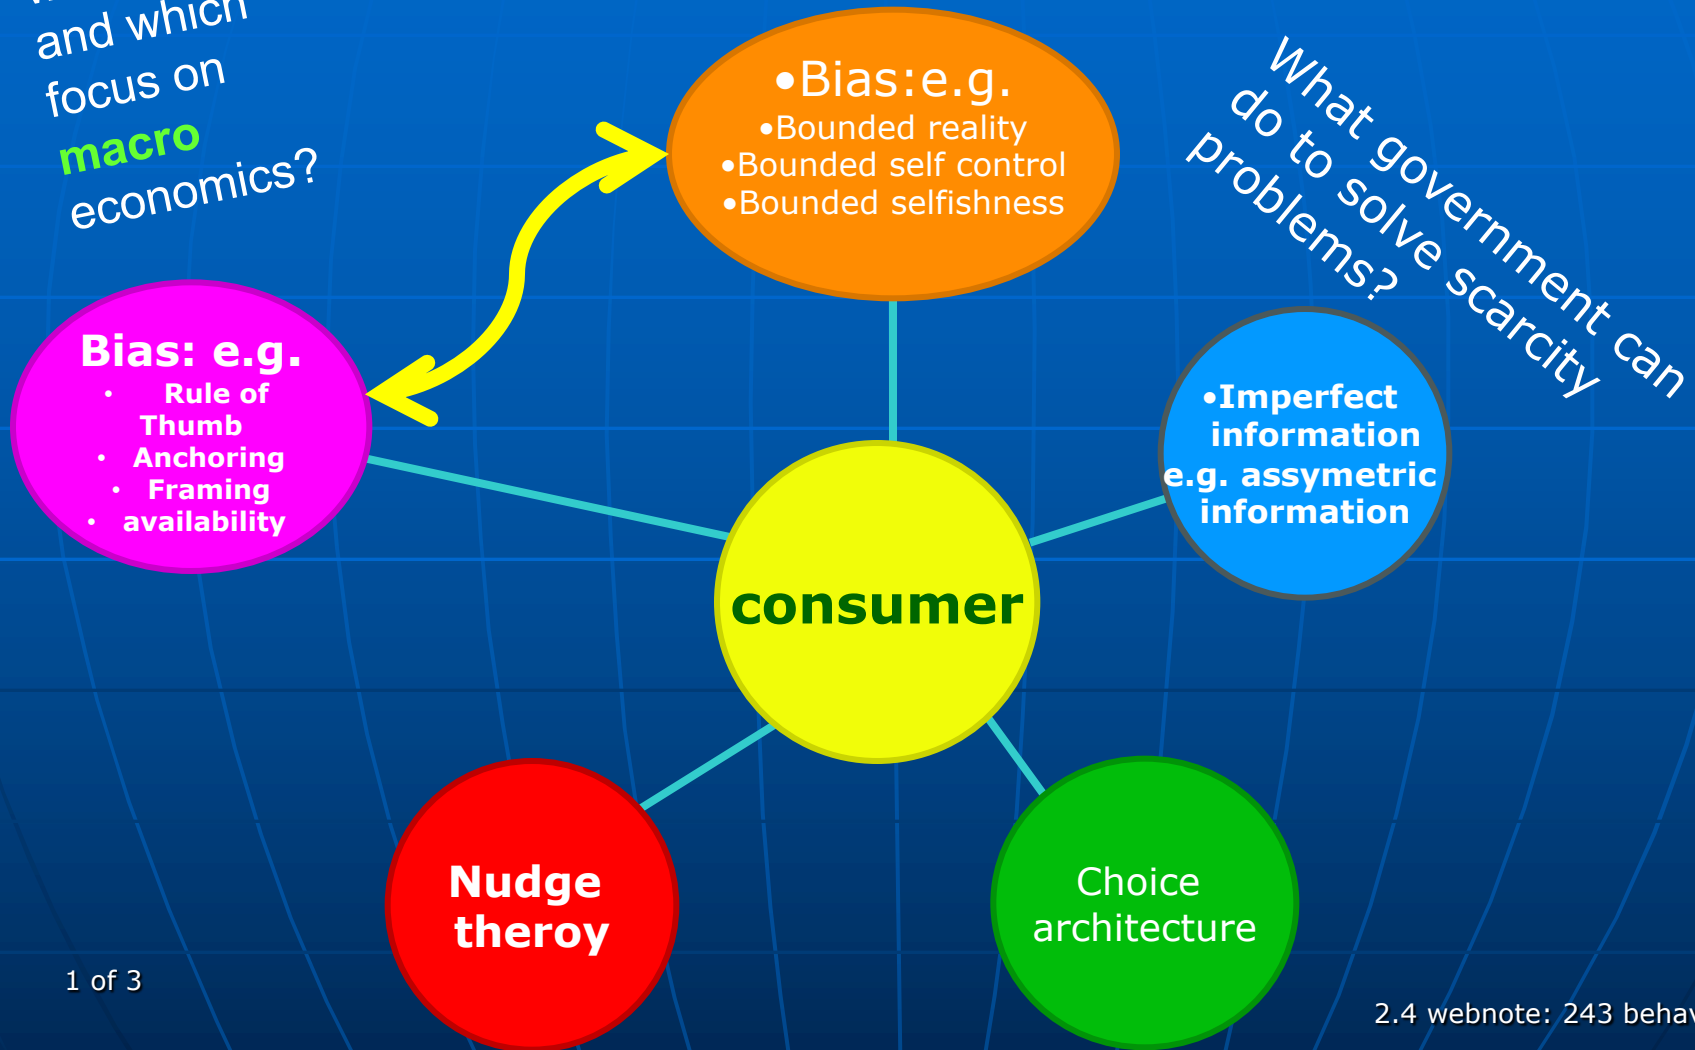 and which
focus on
macro
economics?
•Bias:e.g.
•Bounded reality
•Bounded self control
•Bounded selfishness
What government can
do to solve scarcity
problems?
Bias: e.g.
• Rule of
Thumb
• Anchoring
• Framing
• availability
•Imperfect
information
e.g. assymetric
information
consumer
Nudge
theroy
Choice
architecture
1 of 3
2.4 webnote: 243 behav